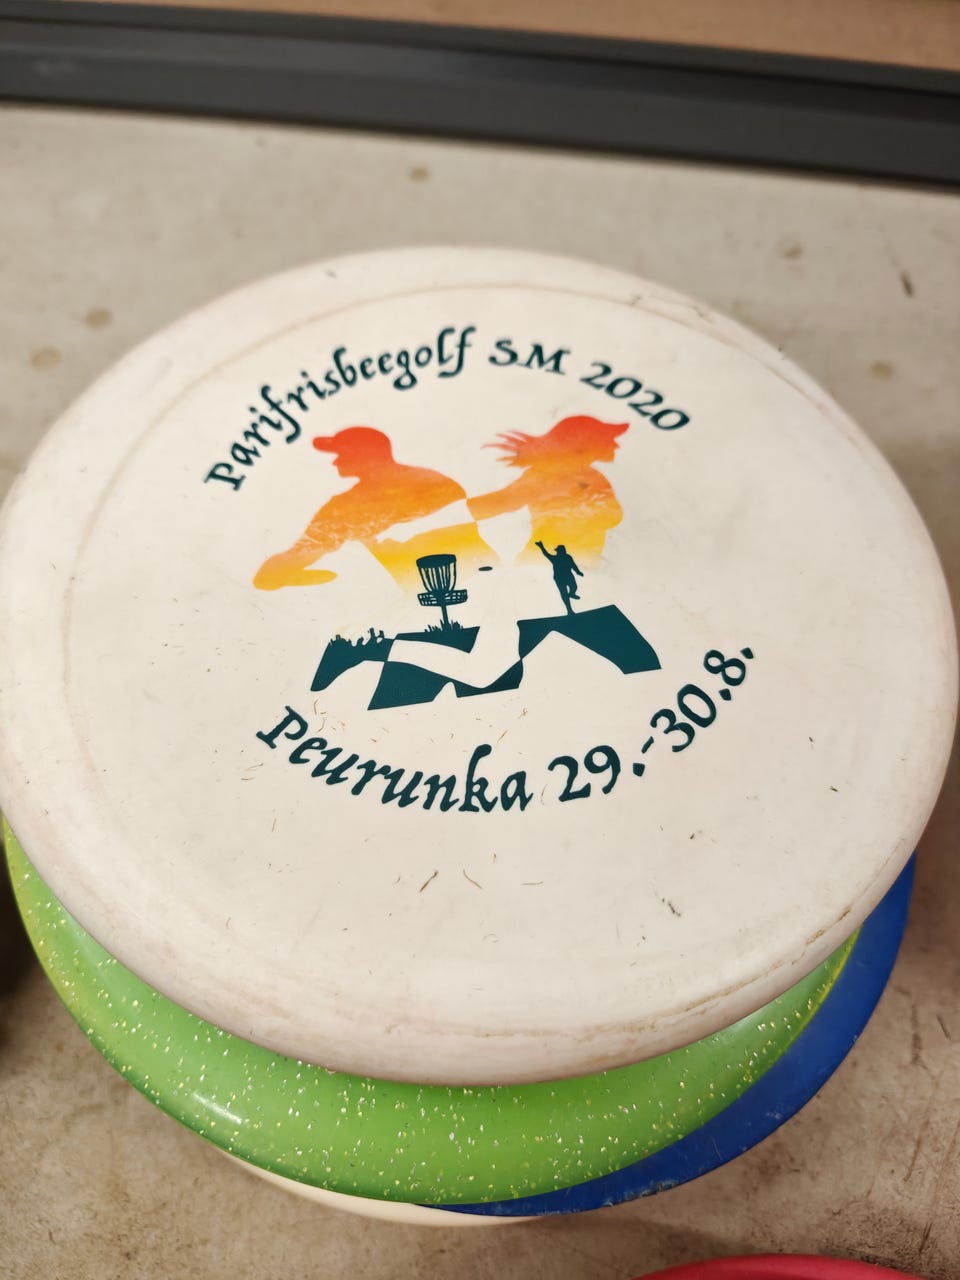 Parifrisbeegolf SM 2020
Peurunka 29.-30.8.